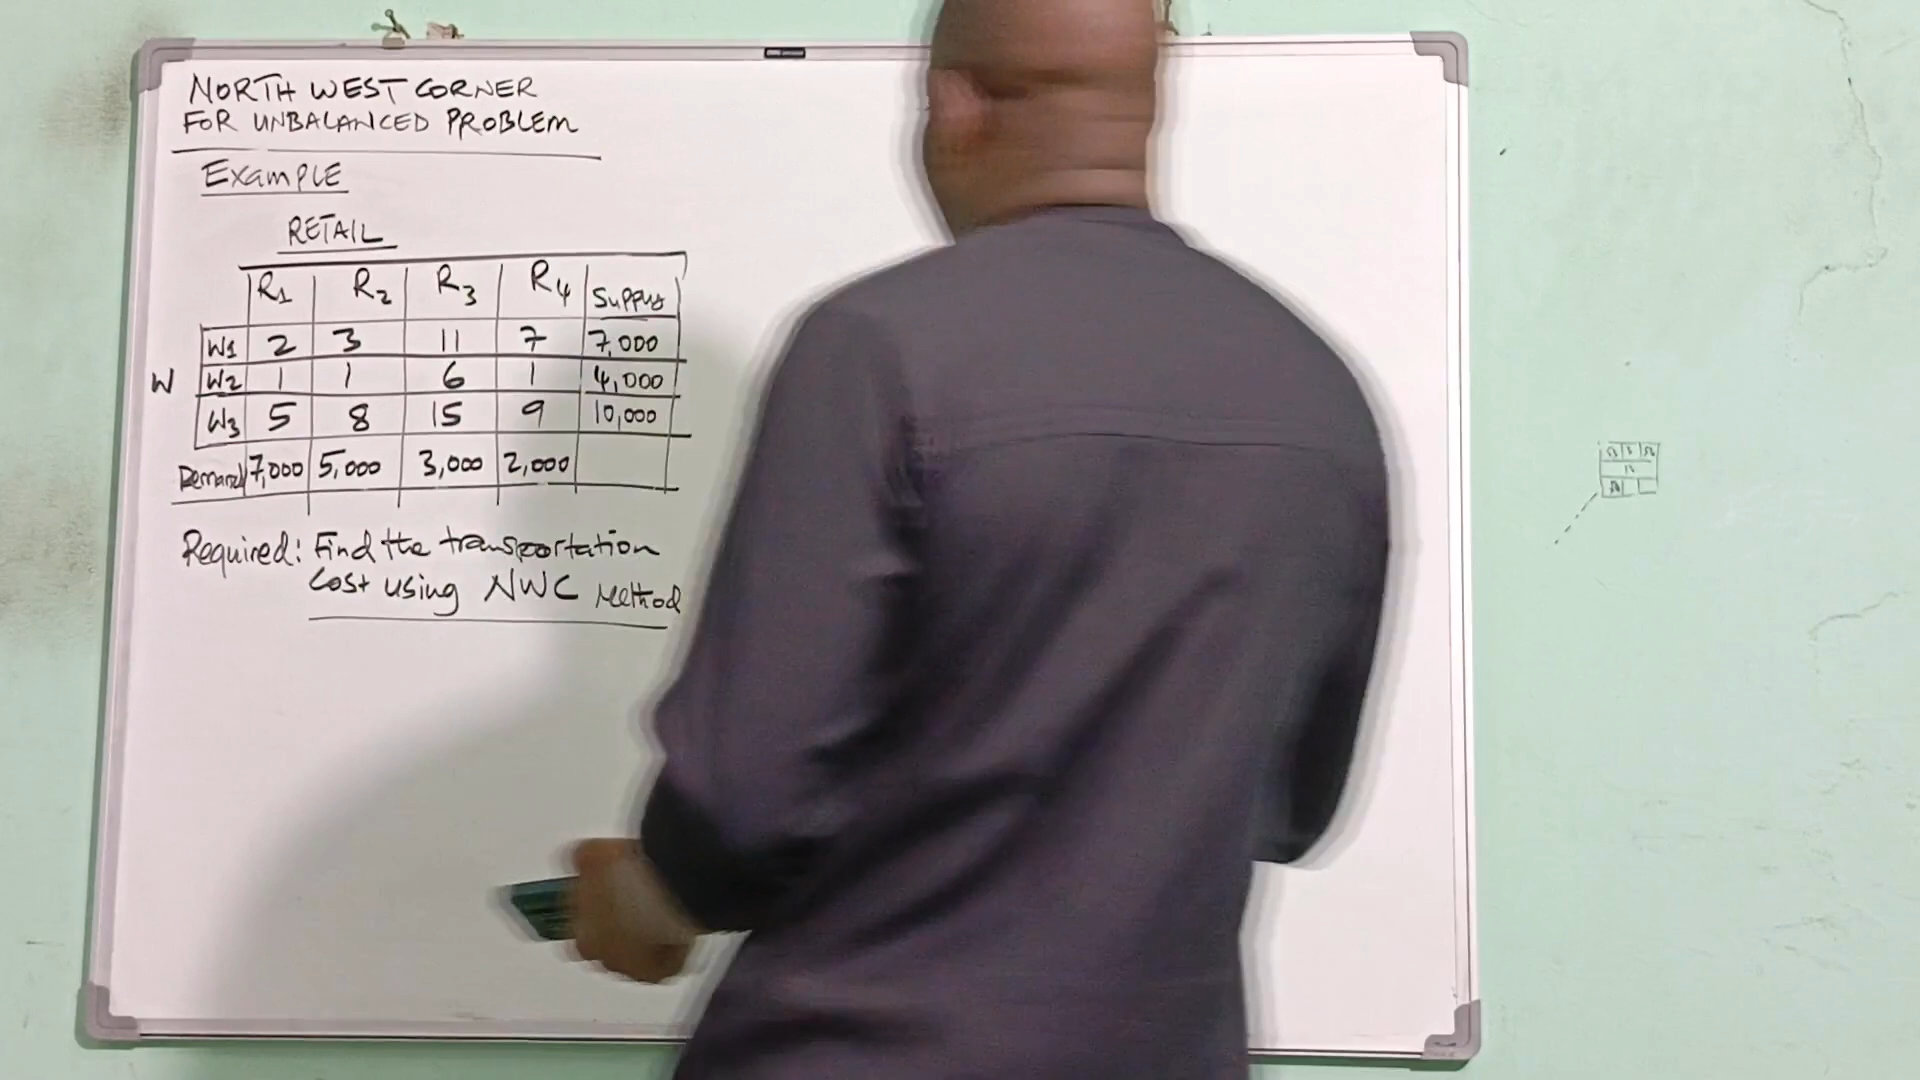 NORTH WEST CORNER
FOR UNBALANCED PROBLEM
Example
RETAIL
R1 R2 R3 R4 Supply
W1 2 3 11 7 7,000
W W2 1 1 6 1 4,000
W3 5 8 15 9 10,000
Demand 7,000 5,000 3,000 2,000
Required: Find the transportation
Cost using NWC Method